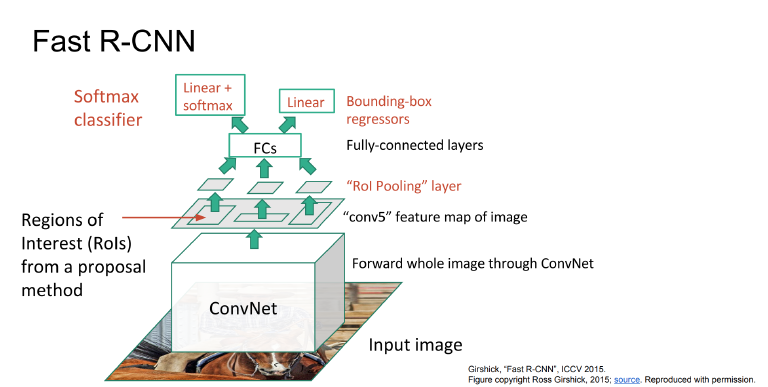 Fast R-CNN
Softmax
classifier
Linear +
softmax
Linear
Bounding-box
regressors
FCs
Fully-connected layers
“RoI Pooling” layer
Regions of
Interest (RoIs)
from a proposal
method
“conv5” feature map of image
Forward whole image through ConvNet
ConvNet
Input image
Girshick, “Fast R-CNN”, ICCV 2015.
Figure copyright Ross Girshick, 2015; source. Reproduced with permission.